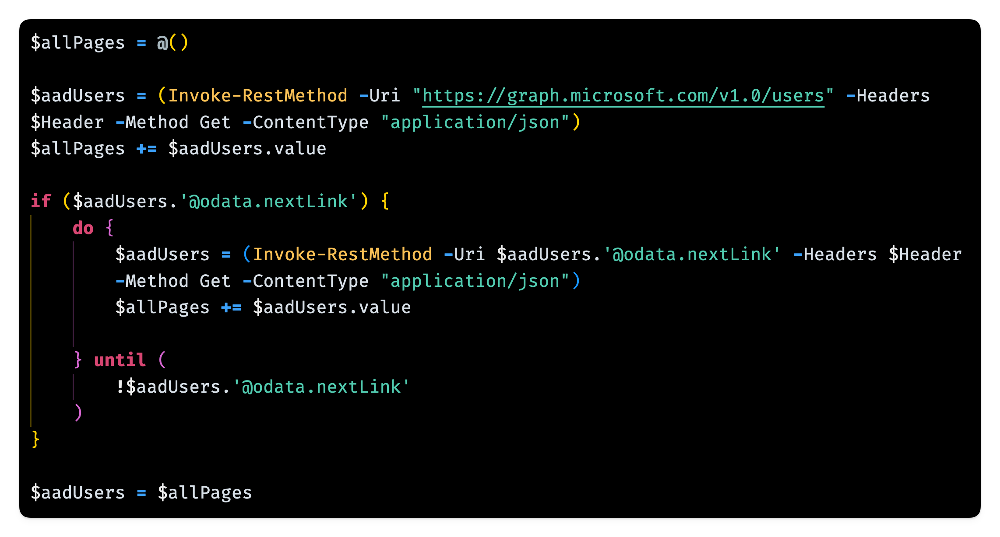 $allPages = @()
$aadUsers = (Invoke-RestMethod -Uri "https://graph.microsoft.com/v1.0/users" -Headers
$Header -Method Get -ContentType "application/json")
$allPages += $aadUsers.value
if ($aadUsers.'@odata.nextLink') {
do {
$aadUsers = (Invoke-RestMethod -Uri $aadUsers.'@odata.nextLink' -Headers $Header
-Method Get -ContentType "application/json")
$allPages += $aadUsers.value
} until (
!$aadUsers.'@odata.nextLink'
)
}
$aadUsers = $allPages